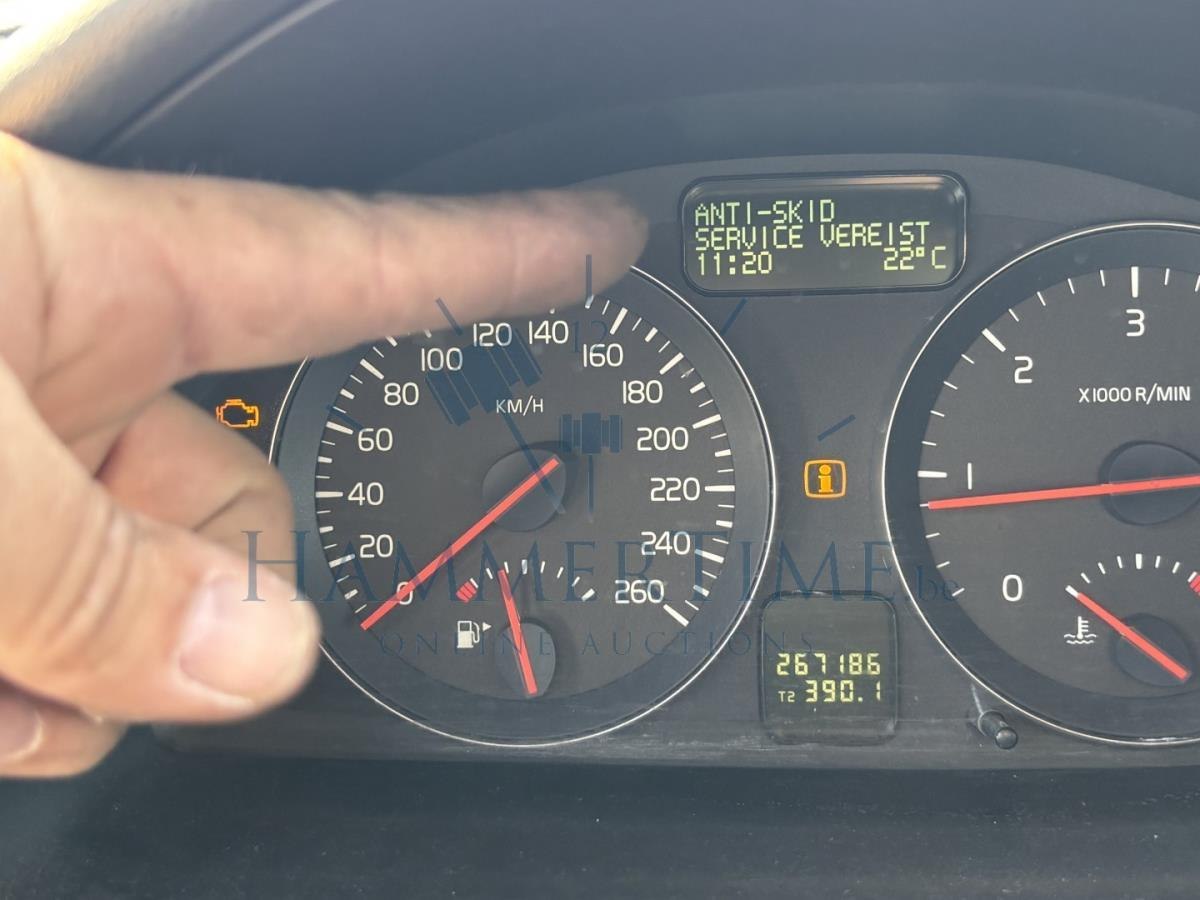 ANTI-SKID
SERVICE VEREIST
11:20 22°C
0 20 40 60 80 100 120 140 160 180 200 220 240 260
KM/H
0 1 2 3
X1000 R/MIN
12
HAMMERTIME.be
ONLINE AUCTIONS
267186
T2 390.1